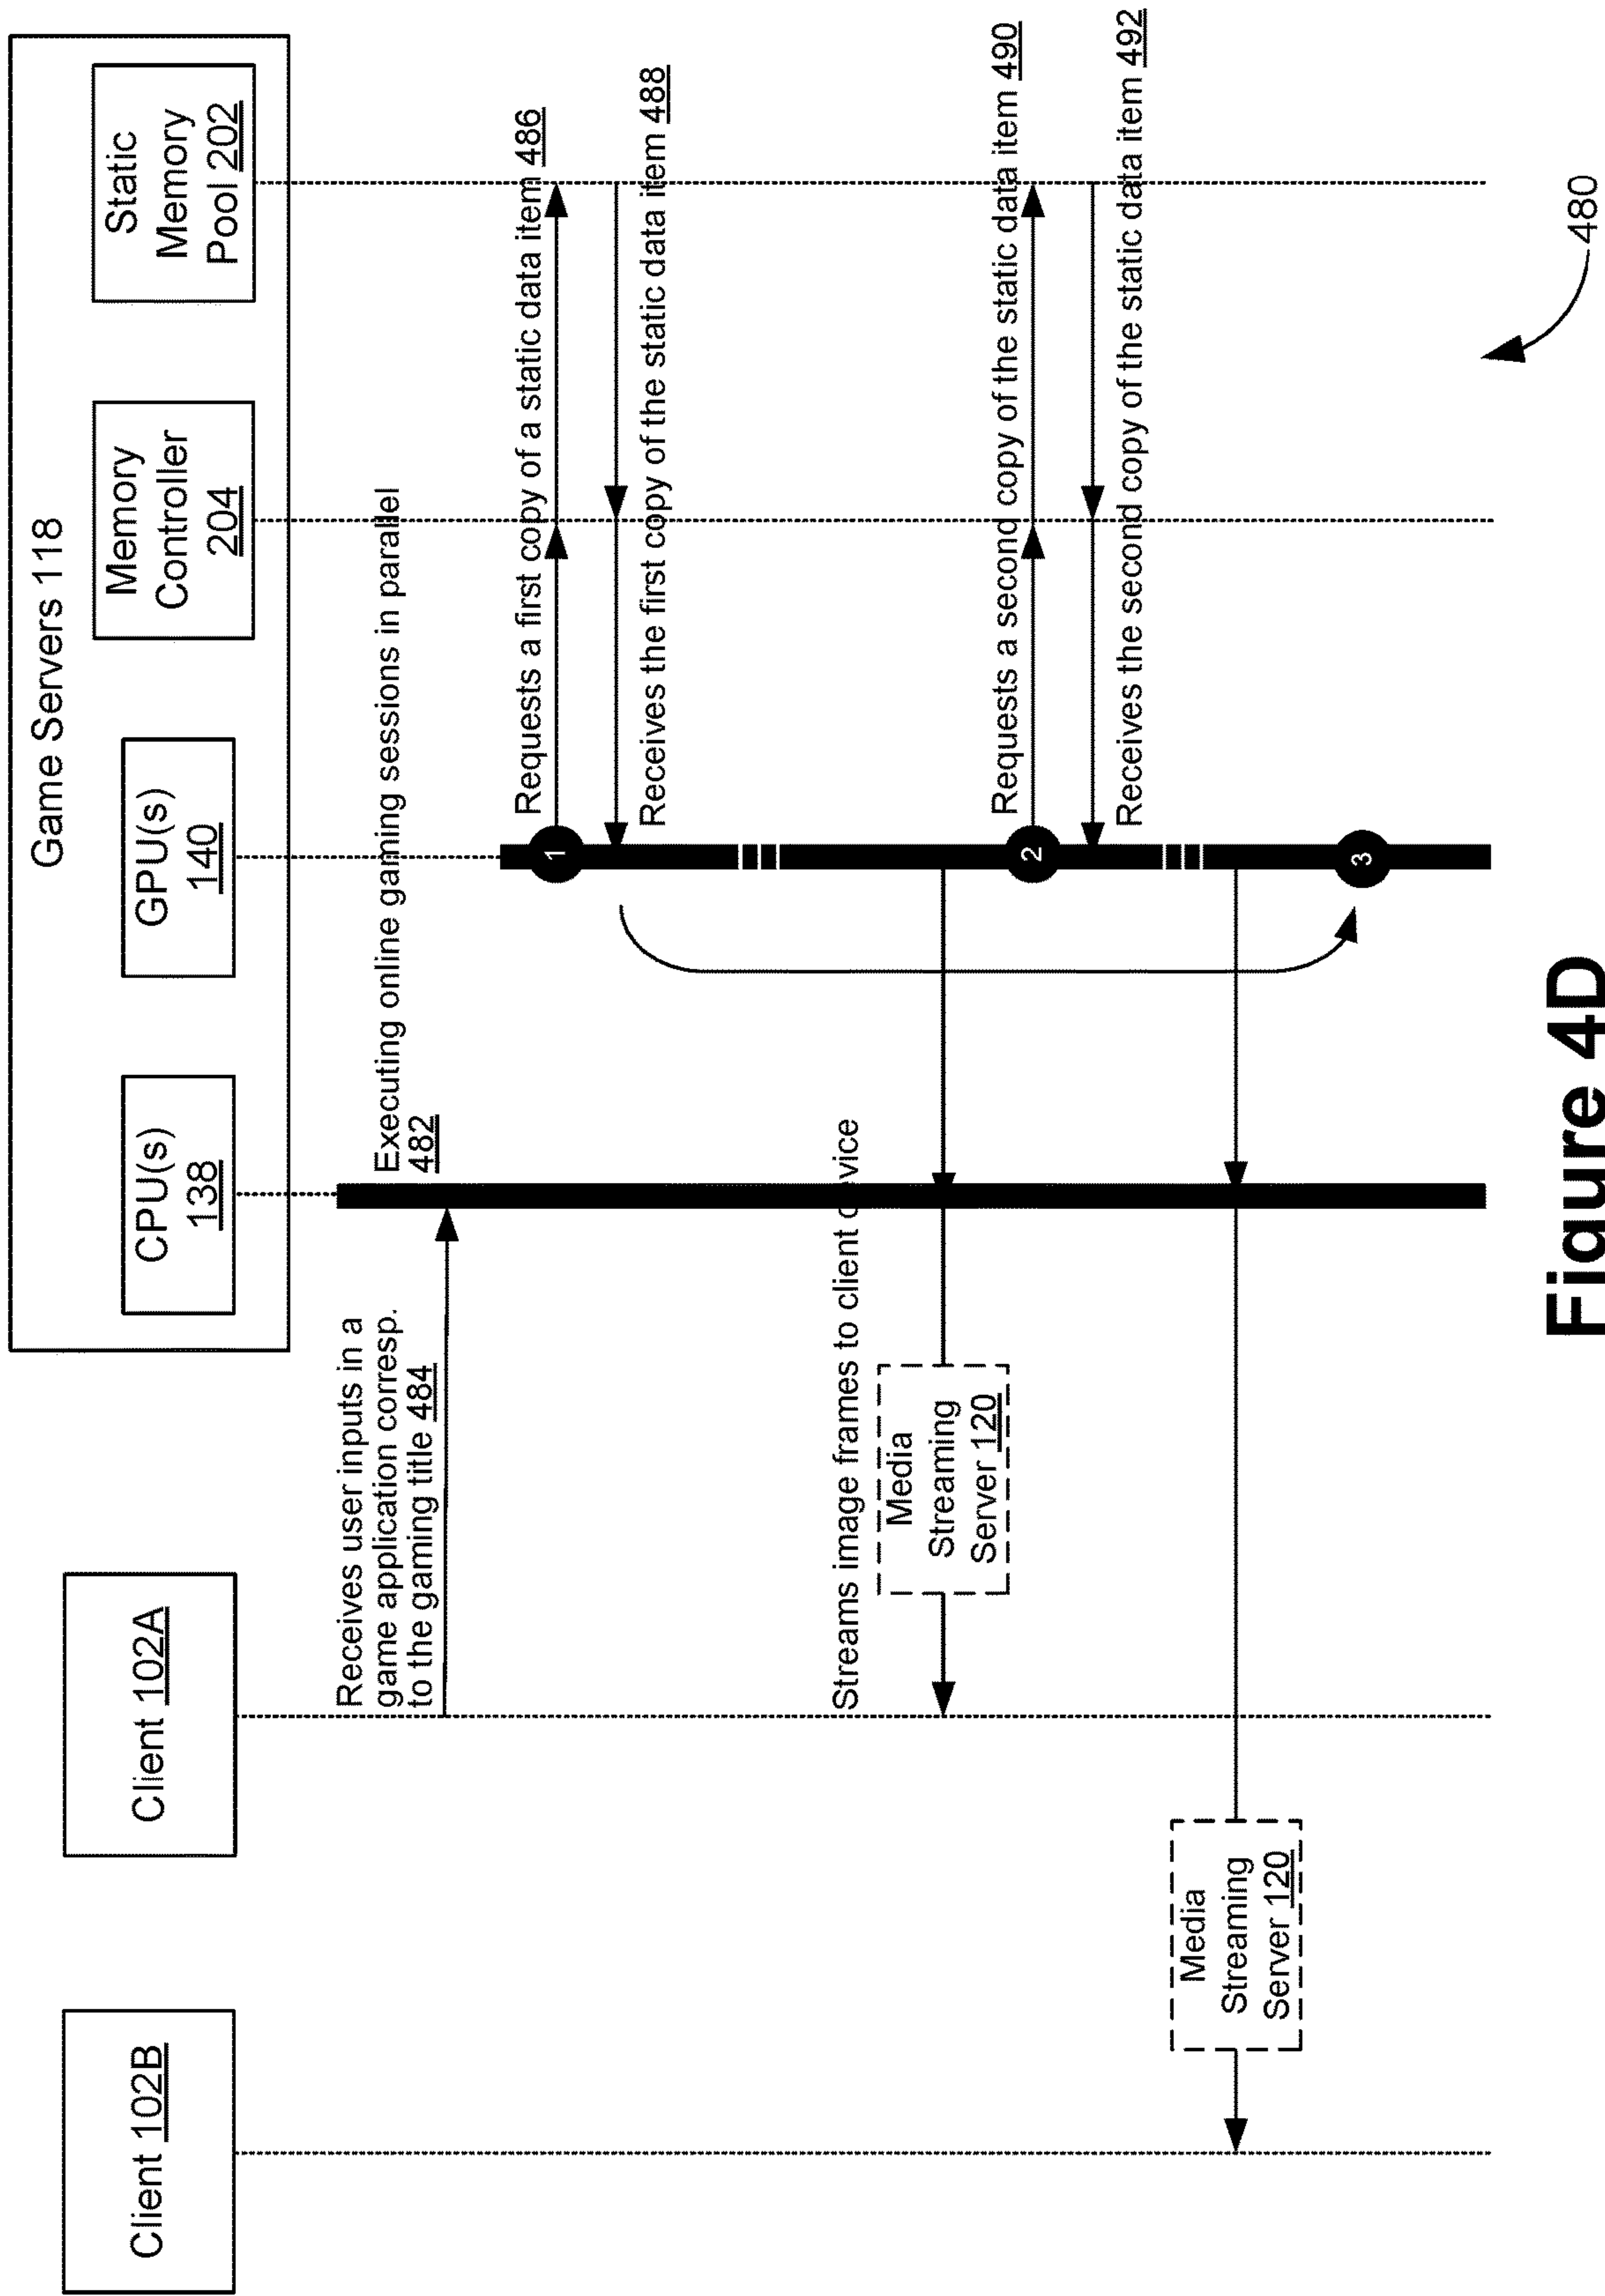 Game Servers 118
Client 102B
Client 102A
CPU(s)
138
GPU(s)
140
Memory
Controller
204
Static
Memory
Pool 202
Receives user inputs in a
game application corresp.
to the gaming title 484
Executing online gaming sessions in parallel
482
1
Requests a first copy of a static data item 486
Receives the first copy of the static data item 488
Streams image frames to client device
Media
Streaming
Server 120
2
Requests a second copy of the static data item 490
Receives the second copy of the static data item 492
Media
Streaming
Server 120
3
480
Figure 4D